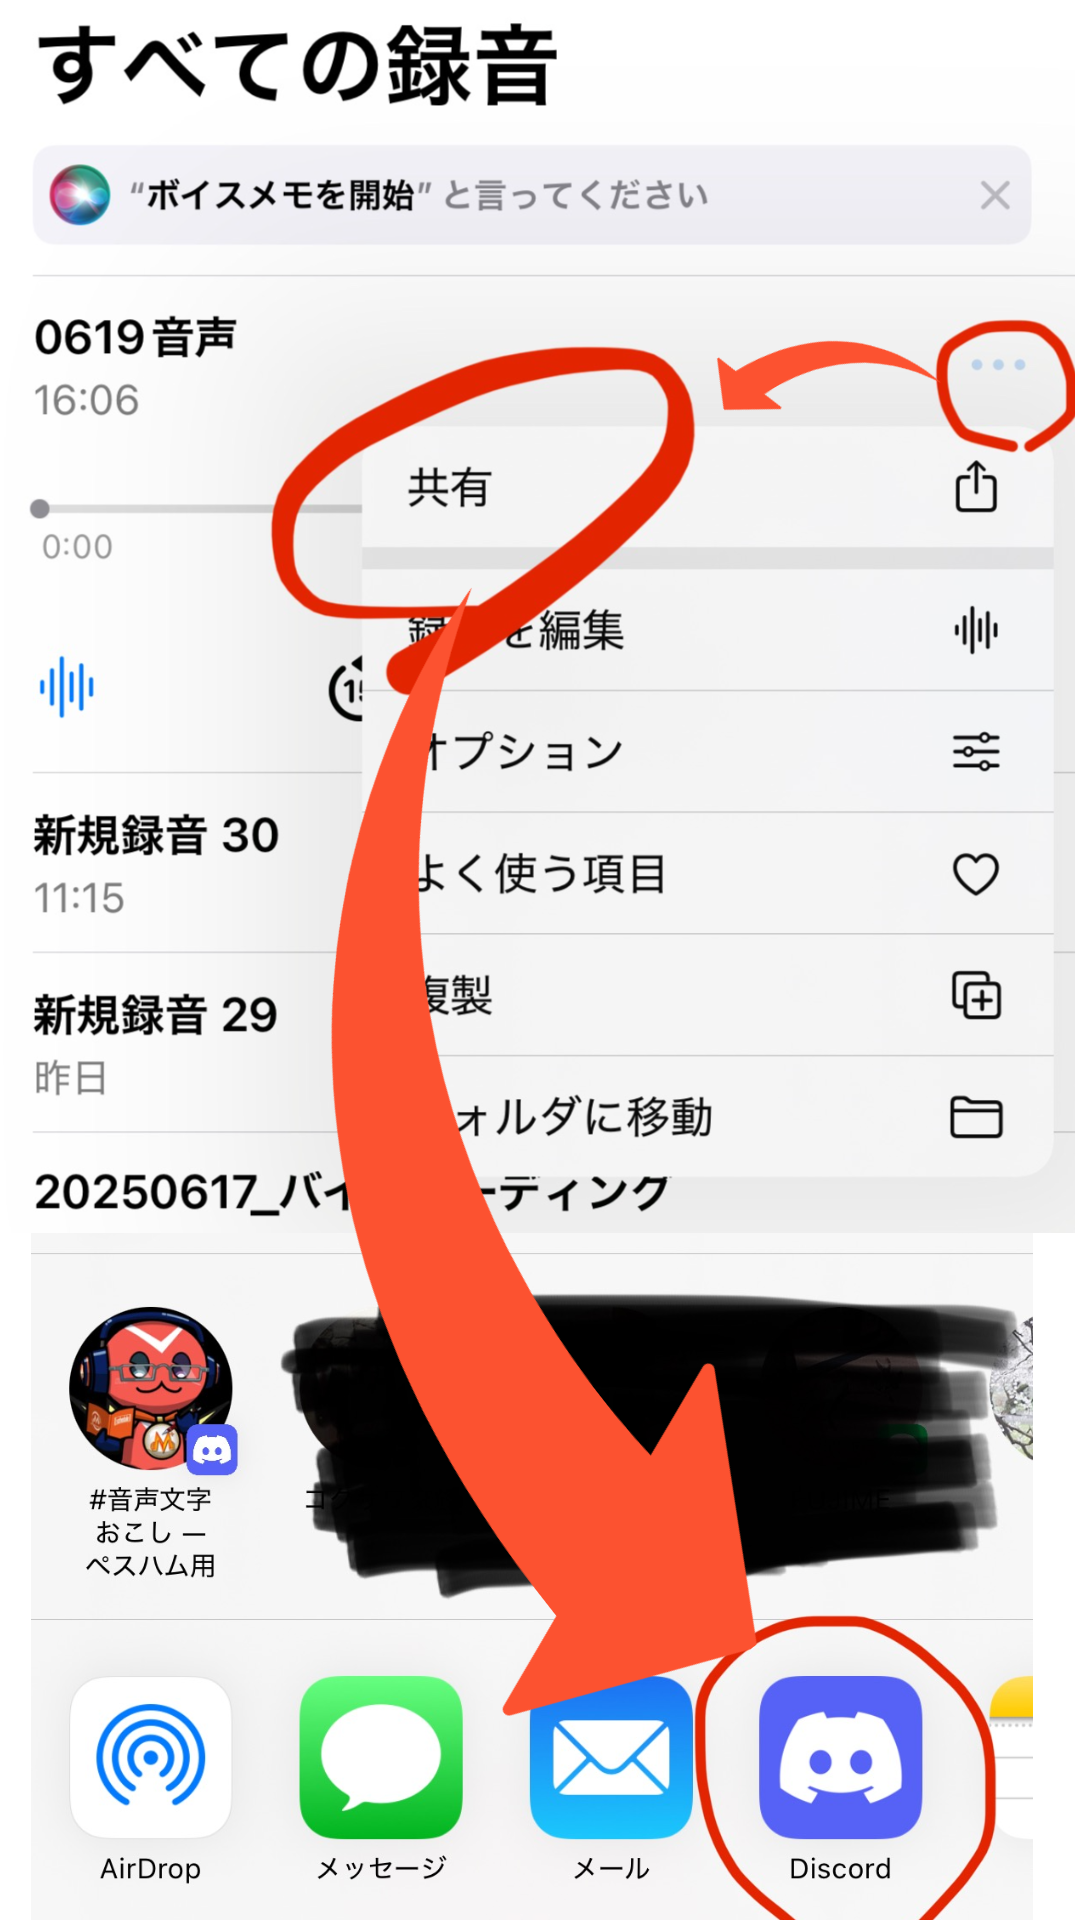 すべての録音
“ボイスメモを開始” と言ってください
0619音声
16:06
共有
0:00
を編集
15
オプション
新規録音 30
11:15
よく使う項目
新規録音 29
複製
昨日
ォルダに移動
20250617_バイ ーディング
#音声文字
おこし —
ペスハム用
AirDrop
メッセージ
メール
Discord